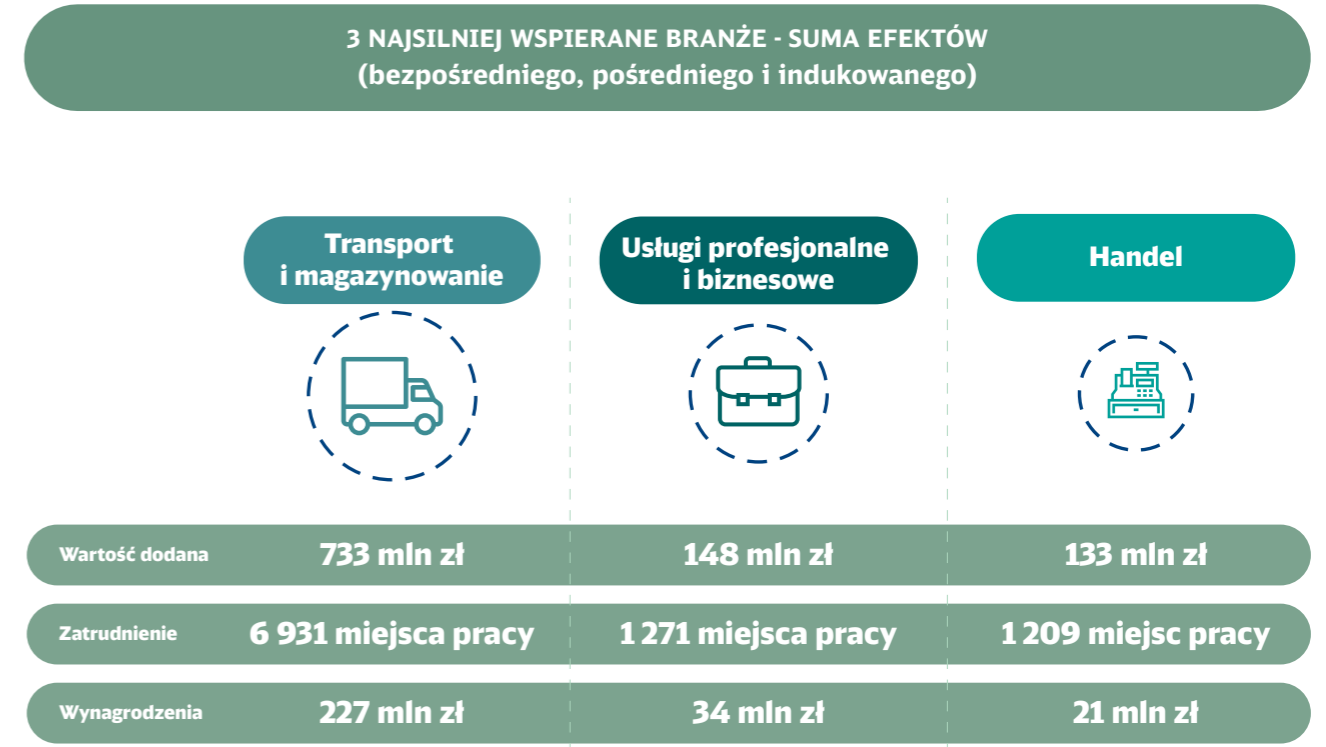 3 NAJSILNIEJ WSPIERANE BRANŻE - SUMA EFEKTÓW
(bezpośredniego, pośredniego i indukowanego)
Transport
i magazynowanie
Usługi profesjonalne
i biznesowe
Handel
Wartość dodana 733 mln zł 148 mln zł 133 mln zł
Zatrudnienie 6 931 miejsca pracy 1 271 miejsca pracy 1 209 miejsc pracy
Wynagrodzenia 227 mln zł 34 mln zł 21 mln zł